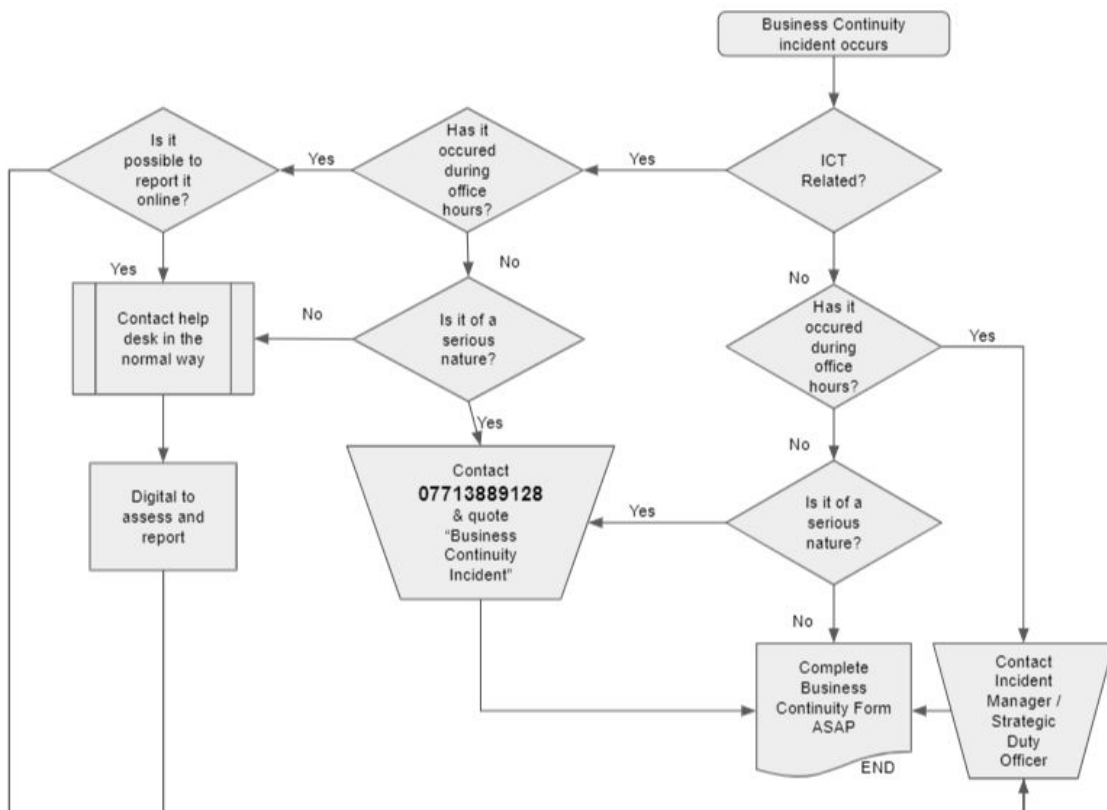 Business Continuity
incident occurs
Is it
possible to
report it
online?
Yes
Has it
occured
during
office
hours?
Yes
ICT
Related?
Yes
Contact help
desk in the
normal way
No
No
Is it of a
serious
nature?
No
Has it
occured
during
office
hours?
Yes
Yes
Contact
07713889128
& quote
"Business
Continuity
Incident"
No
Digital to
assess and
report
Yes
Is it of a
serious
nature?
No
Complete
Business
Continuity Form
ASAP
END
Contact
Incident
Manager /
Strategic
Duty
Officer